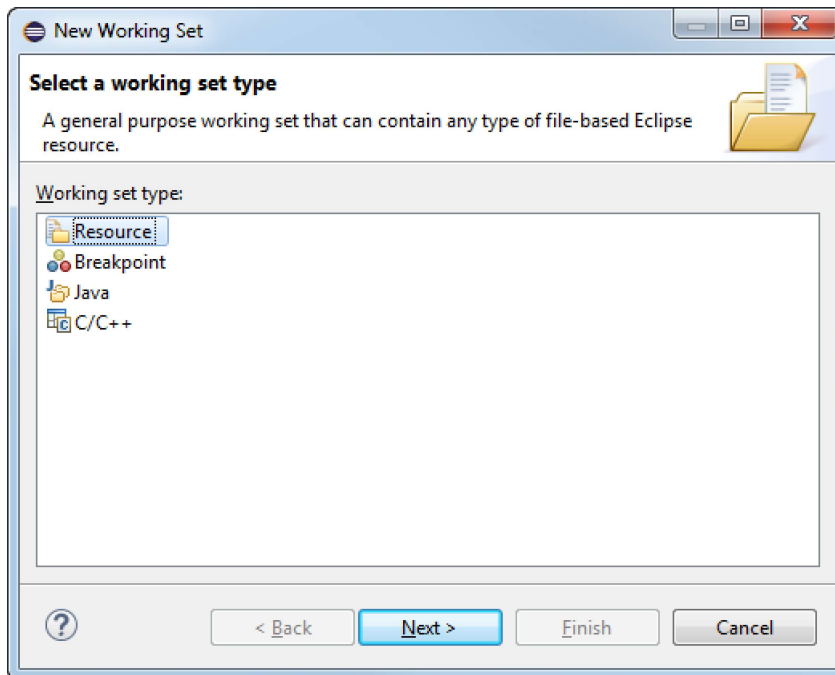 New Working Set
Select a working set type
A general purpose working set that can contain any type of file-based Eclipse
resource.
Working set type:
Resource
Breakpoint
Java
C/C++
< Back Next > Finish Cancel